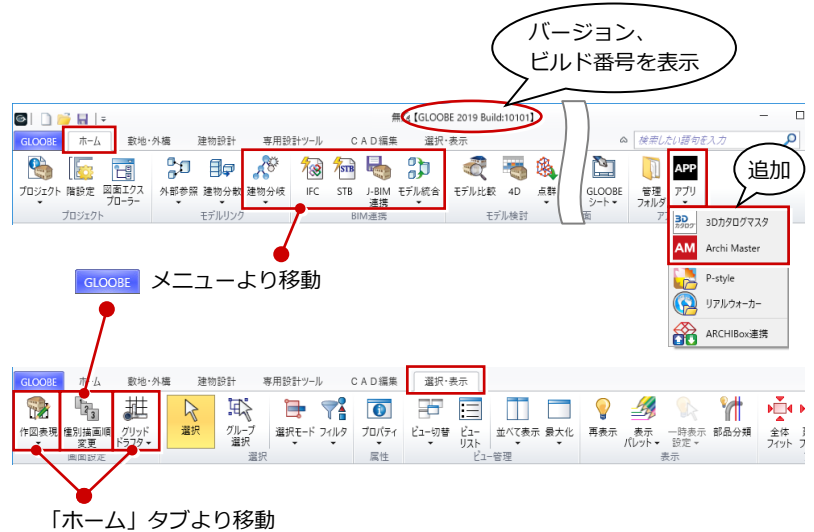 バージョン、
ビルド番号を表示
無【GLOOBE 2019 Build:10101】
GLOOBE ホーム 敷地・外構 建物設計 専用設計ツール CAD編集 選択・表示 検索したい語句を入力
プロジェクト 階設定 図面エクスプローラー 外部参照 建物分散 建物分岐 IFC STB J-BIM連携 モデル統合 モデル比較 4D 点群 GLOOBEシート 管理フォルダ アプリ
プロジェクト モデルリンク BIM連携 モデル検討 面 ア
追加
3Dカタログマスタ
Archi Master
P-style
リアルウォーカー
ARCHIBox連携
GLOOBE メニューより移動
GLOOBE ホーム 敷地・外構 建物設計 専用設計ツール CAD編集 選択・表示
作図表現 種別描画順変更 グリッドドラフタ 選択 グループ選択 選択モード フィルタ プロパティ ビュー切替 ビューリスト 並べて表示 最大化 再表示 表示パレット 一時表示設定 部品分類 全体フィット
画面設定 選択 属性 ビュー管理 表示
「ホーム」タブより移動